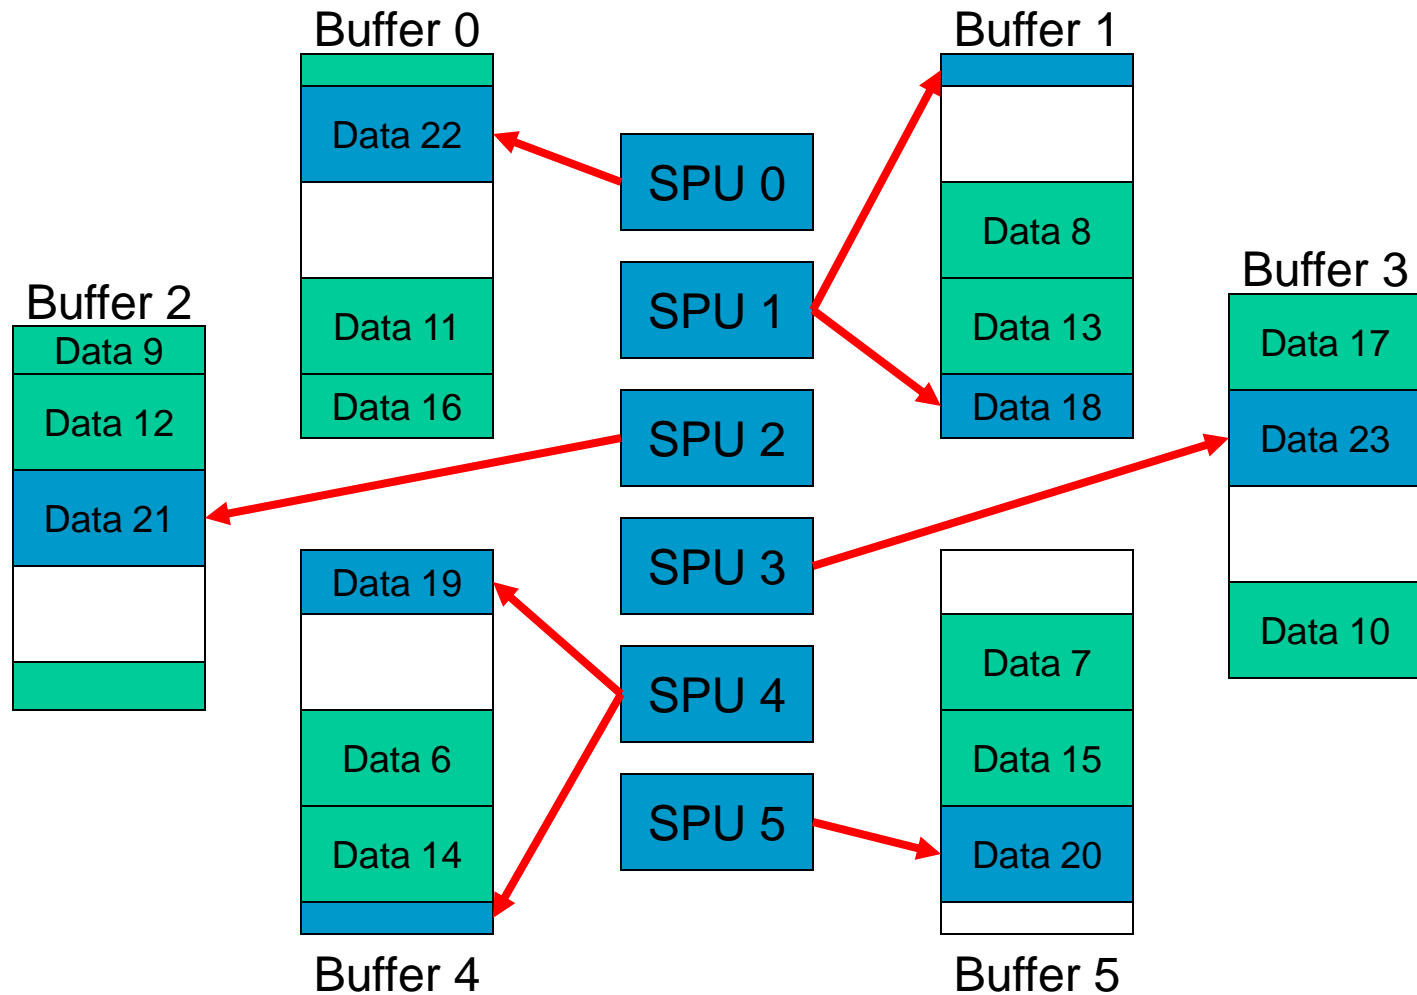 Buffer 0
Data 22
Data 11
Data 16
Buffer 1
Data 8
Data 13
Data 18
Buffer 2
Data 9
Data 12
Data 21
Buffer 3
Data 17
Data 23
Data 10
SPU 0
SPU 1
SPU 2
SPU 3
SPU 4
SPU 5
Data 19
Data 6
Data 14
Buffer 4
Data 7
Data 15
Data 20
Buffer 5